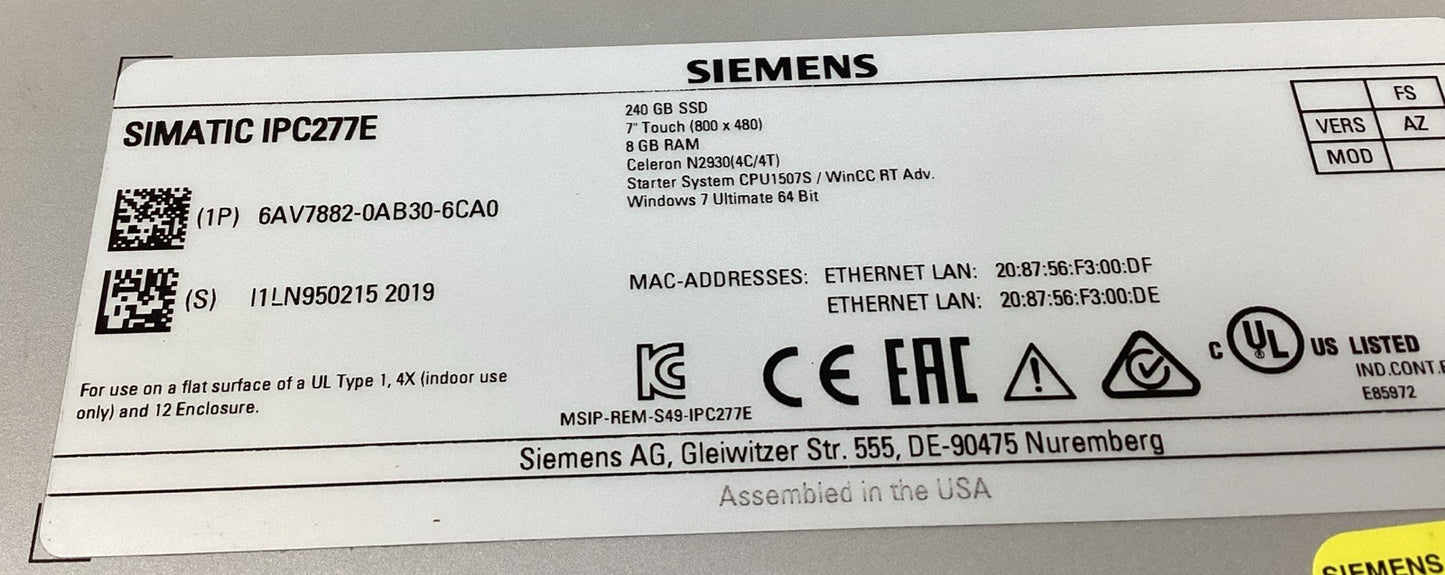 SIEMENS
SIMATIC IPC277E
240 GB SSD
7" Touch (800 x 480)
8 GB RAM
Celeron N2930(4C/4T)
Starter System CPU1507S / WinCC RT Adv.
Windows 7 Ultimate 64 Bit
FS
VERS AZ
MOD
(1P) 6AV7882-0AB30-6CA0
(S) I1LN950215 2019
MAC-ADDRESSES: ETHERNET LAN: 20:87:56:F3:00:DF
ETHERNET LAN: 20:87:56:F3:00:DE
For use on a flat surface of a UL Type 1, 4X (indoor use
only) and 12 Enclosure.
KC
MSIP-REM-S49-IPC277E
CE
EAC
C UL ® US LISTED
IND.CONT.
E85972
Siemens AG, Gleiwitzer Str. 555, DE-90475 Nuremberg
Assembled in the USA
SIEMENS